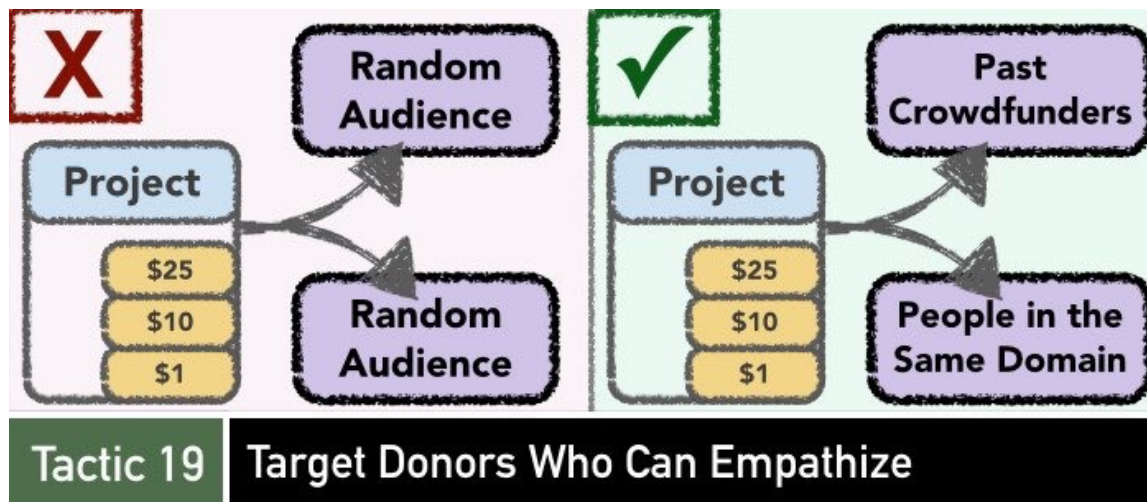 X
Random
Audience
Project
$25
$10
$1
Random
Audience
Past
Crowdfunders
Project
$25
$10
$1
People in the
Same Domain
Tactic 19
Target Donors Who Can Empathize